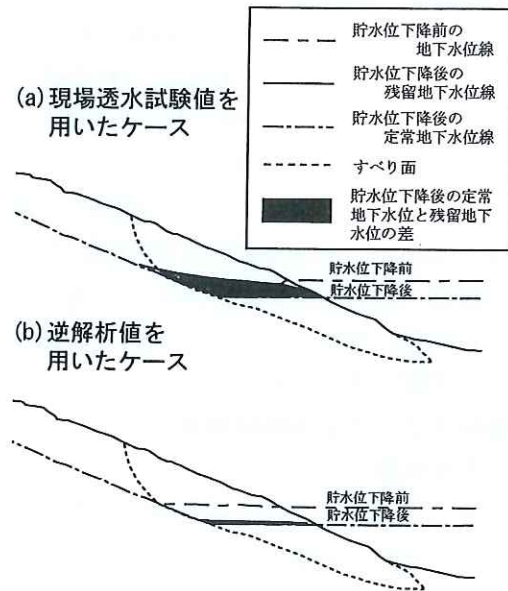 貯水位下降前の
地下水位線
貯水位下降後の
残留地下水位線
貯水位下降後の
定常地下水位線
すべり面
貯水位下降後の定常
地下水位と残留地下
水位の差
(a)現場透水試験値を
用いたケース
貯水位下降前
貯水位下降後
(b)逆解析値を
用いたケース
貯水位下降前
貯水位下降後